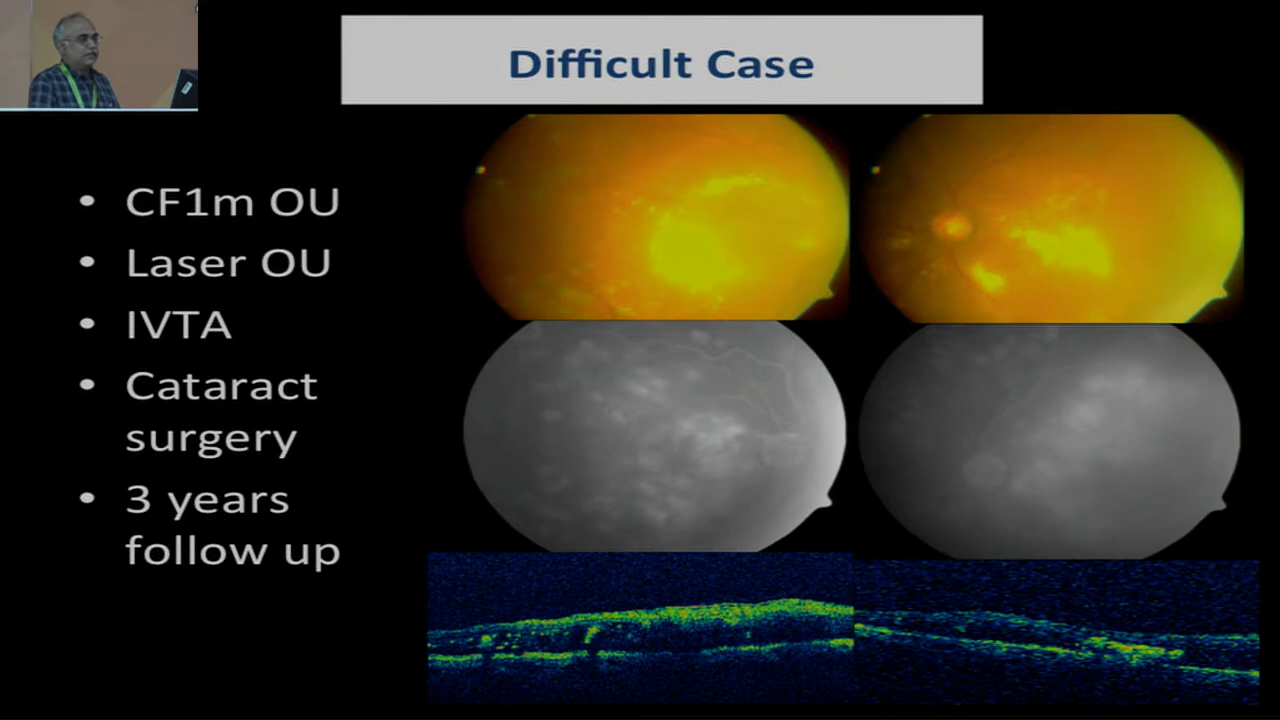 Difficult Case
• CF1m OU
• Laser OU
• IVTA
• Cataract
surgery
• 3 years
follow up